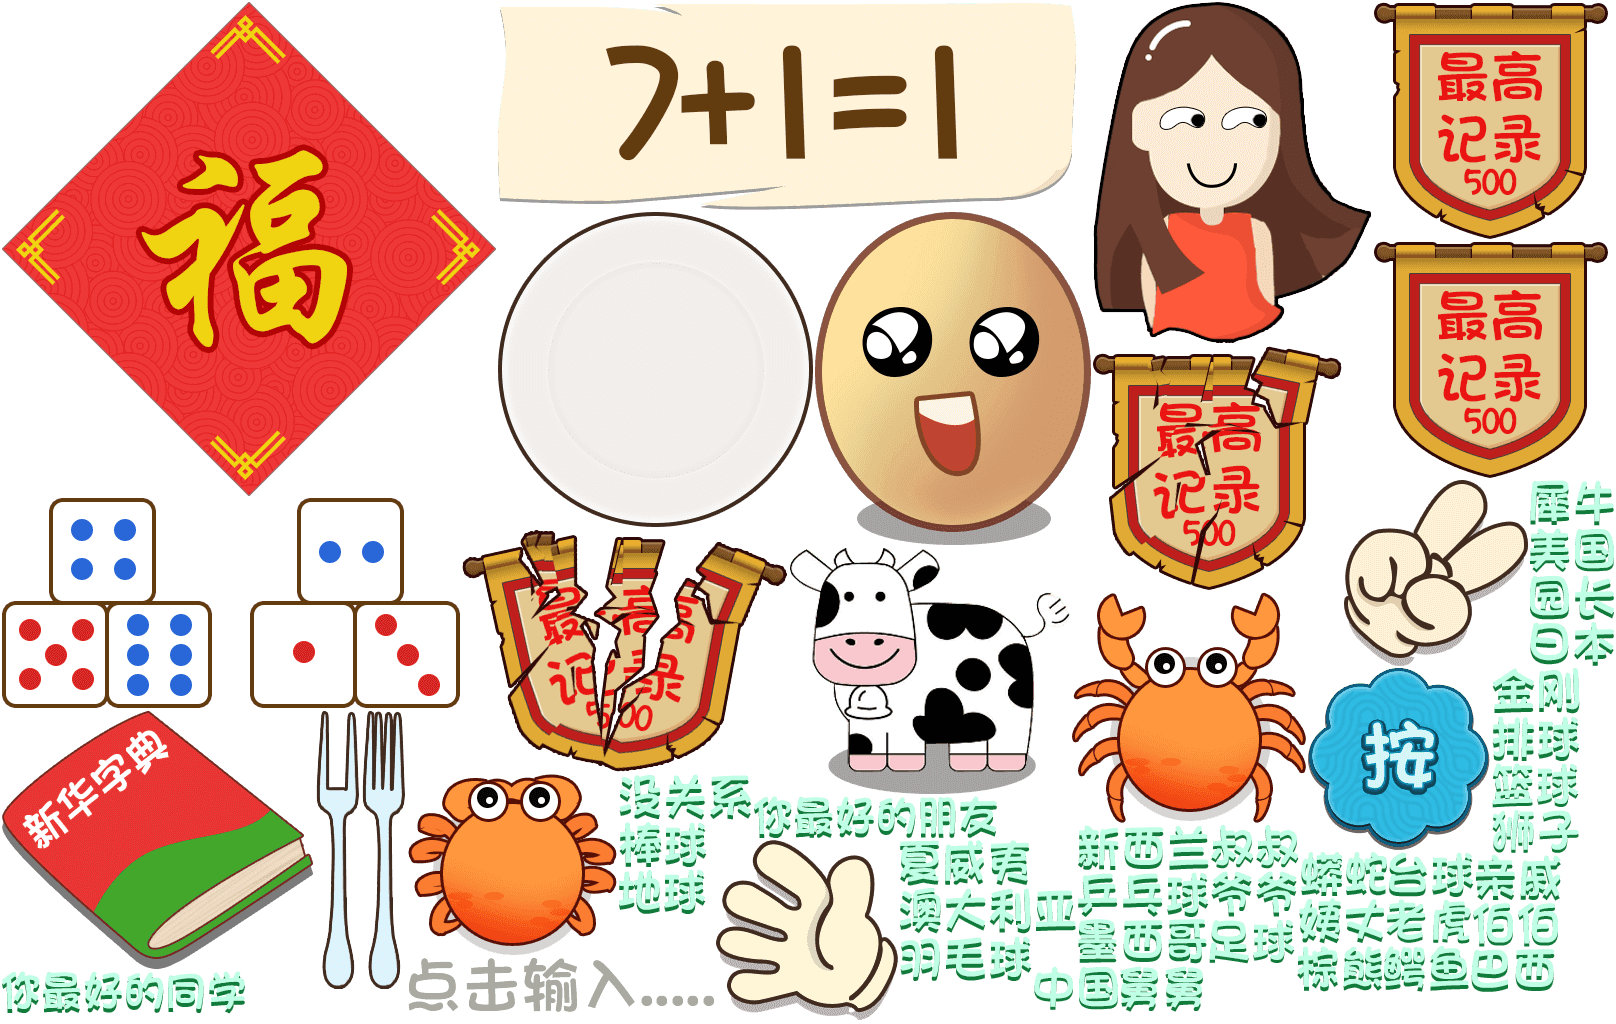 福
7+1=1
最高
记录
500
最高
记录
500
最高
记录
500
最高
记录
500
犀牛
美国
园长
日本
新华字典
按
金刚
排球
篮球
狮子
没关系
棒球
地球
你最好的朋友
夏威夷
澳大利亚
羽毛球
新西兰叔叔
乒乓球爷爷
墨西哥足球
中国舅舅
蟒蛇台球亲戚
姨丈老虎伯伯
棕熊鳄鱼巴西
你最好的同学
点击输入......